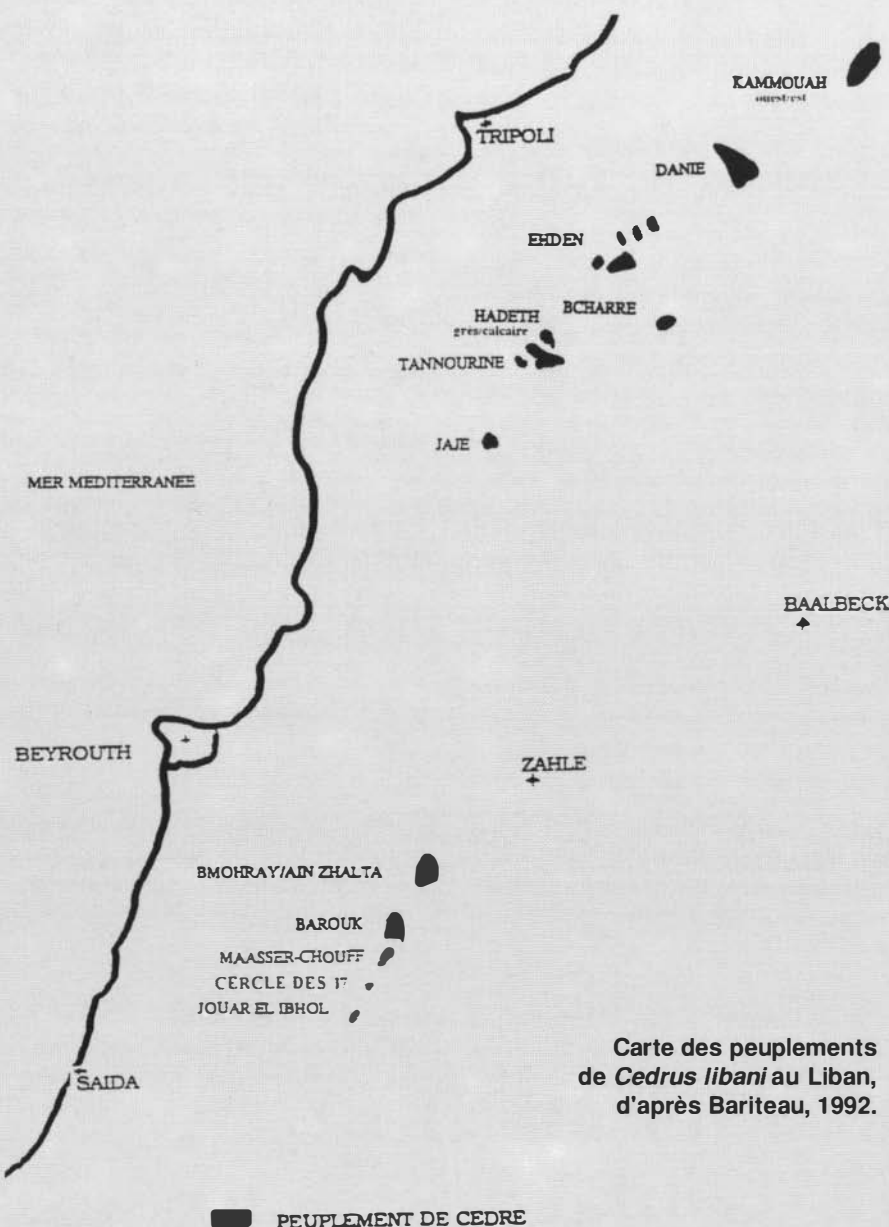 KAMMOUAH
ouest/est
TRIPOLI
DANIE
EHDEN
BCHARRE
HADETH
grès/calcaire
TANNOURINE
JAJE
MER MEDITERRANEE
BAALBECK
BEYROUTH
ZAHLE
BMOHRAY/AIN ZHALTA
BAROUK
MAASSER-CHOUFF
CERCLE DES 17
JOUAR EL IBHOL
SAIDA
Carte des peuplements
de Cedrus libani au Liban,
d'après Bariteau, 1992.
PEUPLEMENT DE CEDRE